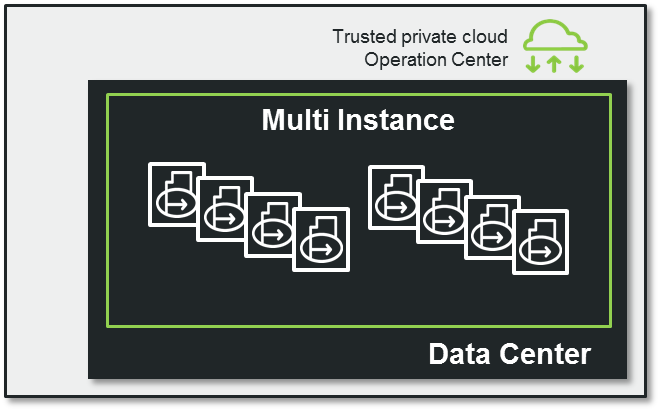 Trusted private cloud
Operation Center
Multi Instance
Data Center